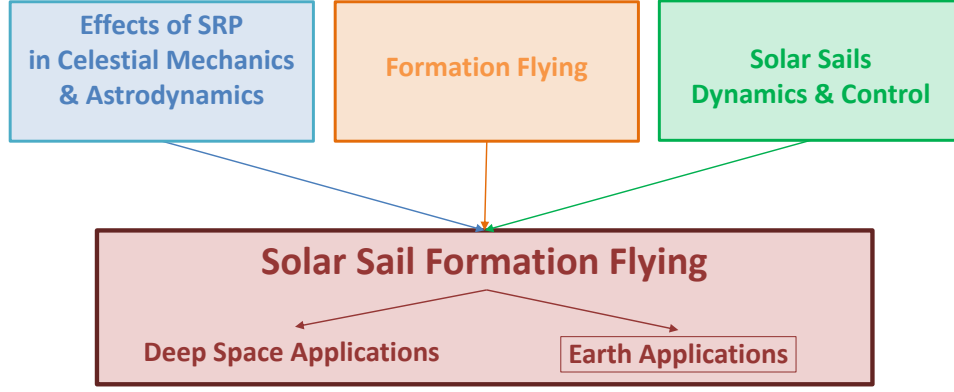 Effects of SRP
in Celestial Mechanics
& Astrodynamics
Formation Flying
Solar Sails
Dynamics & Control
Solar Sail Formation Flying
Deep Space Applications
Earth Applications